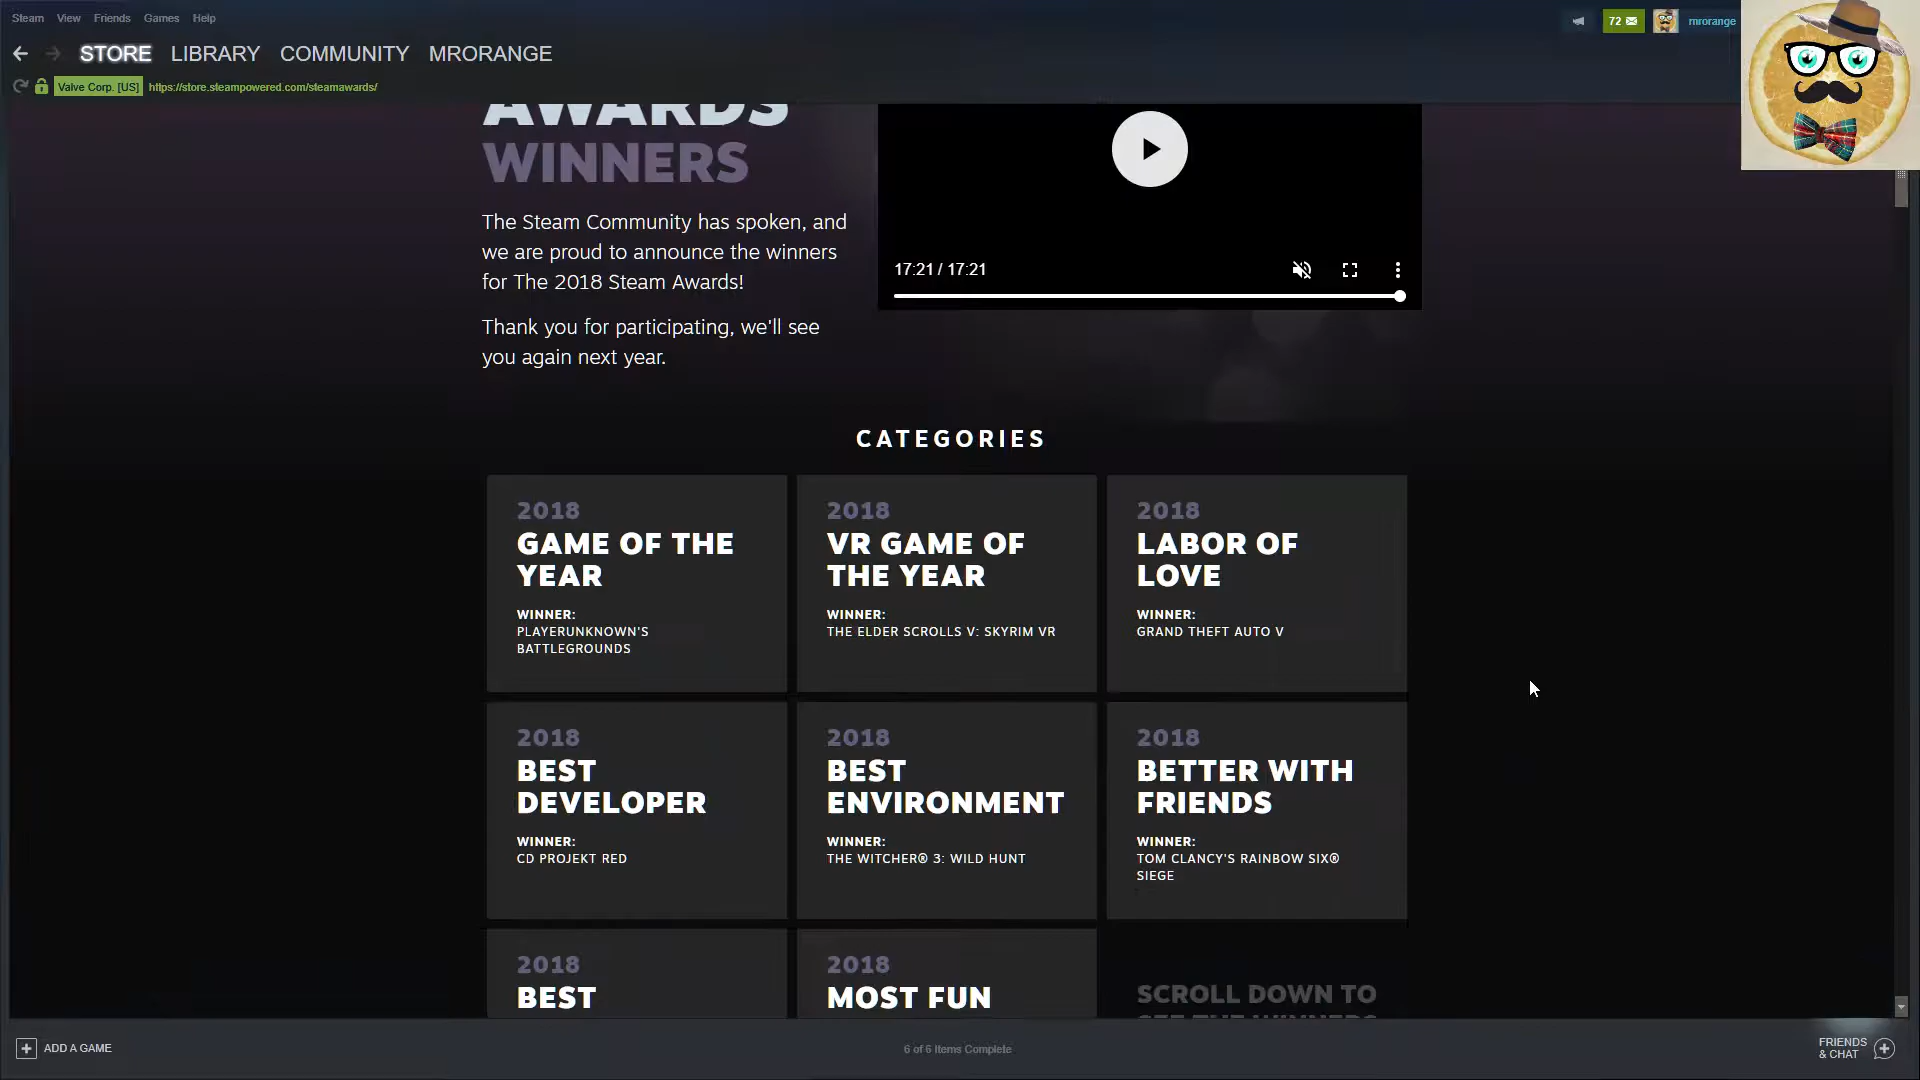 Steam View Friends Games Help
72
mrorange
STORE LIBRARY COMMUNITY MRORANGE
Valve Corp. [US] https://store.steampowered.com/steamawards/
AWARDS
WINNERS
The Steam Community has spoken, and
we are proud to announce the winners
for The 2018 Steam Awards!
Thank you for participating, we'll see
you again next year.
17:21 / 17:21
CATEGORIES
2018
GAME OF THE
YEAR
WINNER:
PLAYERUNKNOWN'S
BATTLEGROUNDS
2018
VR GAME OF
THE YEAR
WINNER:
THE ELDER SCROLLS V: SKYRIM VR
2018
LABOR OF
LOVE
WINNER:
GRAND THEFT AUTO V
2018
BEST
DEVELOPER
WINNER:
CD PROJEKT RED
2018
BEST
ENVIRONMENT
WINNER:
THE WITCHER® 3: WILD HUNT
2018
BETTER WITH
FRIENDS
WINNER:
TOM CLANCY'S RAINBOW SIX®
SIEGE
2018
BEST
2018
MOST FUN
SCROLL DOWN TO
SEE THE WINNERS
ADD A GAME
6 of 6 Items Complete
FRIENDS
& CHAT